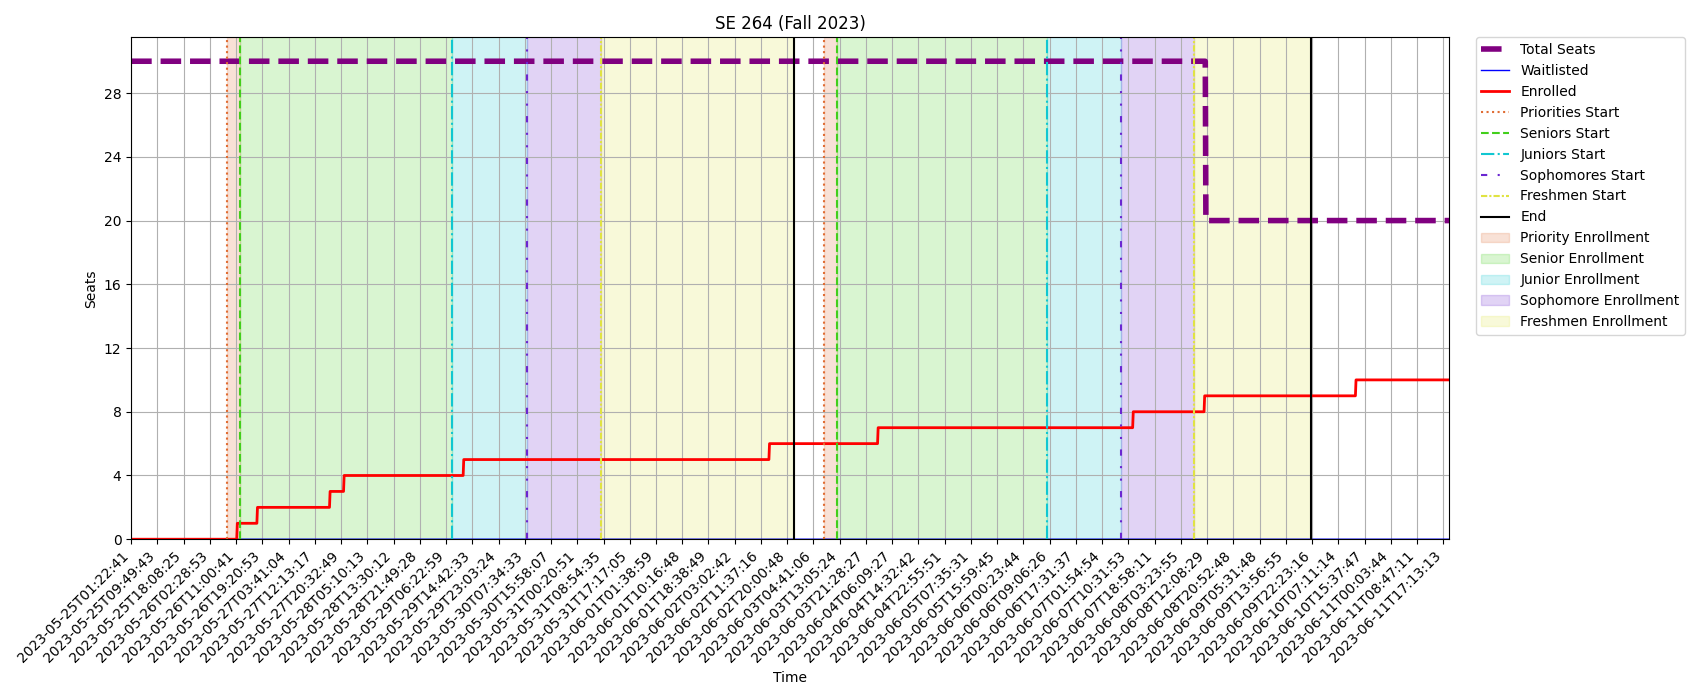 SE 264 (Fall 2023)
Total Seats
Waitlisted
Enrolled
Priorities Start
Seniors Start
Juniors Start
Sophomores Start
Freshmen Start
End
Priority Enrollment
Senior Enrollment
Junior Enrollment
Sophomore Enrollment
Freshmen Enrollment
Seats
28
24
20
16
12
8
4
0
2023-05-25T01:22:41
2023-05-25T09:49:43
2023-05-25T18:08:25
2023-05-26T02:28:53
2023-05-26T11:00:41
2023-05-26T19:20:53
2023-05-27T03:41:04
2023-05-27T12:13:17
2023-05-27T20:32:49
2023-05-28T05:10:13
2023-05-28T13:30:12
2023-05-28T21:49:28
2023-05-29T06:22:59
2023-05-29T14:42:33
2023-05-29T23:03:24
2023-05-30T07:34:33
2023-05-30T15:58:07
2023-05-31T00:20:51
2023-05-31T08:54:35
2023-05-31T17:17:05
2023-06-01T01:38:59
2023-06-01T10:16:48
2023-06-01T18:38:49
2023-06-02T03:02:42
2023-06-02T11:37:16
2023-06-02T20:00:48
2023-06-03T04:41:06
2023-06-03T13:05:24
2023-06-03T21:28:27
2023-06-04T06:09:27
2023-06-04T14:32:42
2023-06-04T22:55:51
2023-06-05T07:35:31
2023-06-05T15:59:45
2023-06-06T00:23:44
2023-06-06T09:06:26
2023-06-06T17:31:37
2023-06-07T01:54:54
2023-06-07T10:31:53
2023-06-07T18:58:11
2023-06-08T03:23:55
2023-06-08T12:08:29
2023-06-08T20:52:48
2023-06-09T05:31:48
2023-06-09T13:56:55
2023-06-09T22:23:16
2023-06-10T07:11:14
2023-06-10T15:37:47
2023-06-11T00:03:44
2023-06-11T08:47:11
2023-06-11T17:13:13
Time